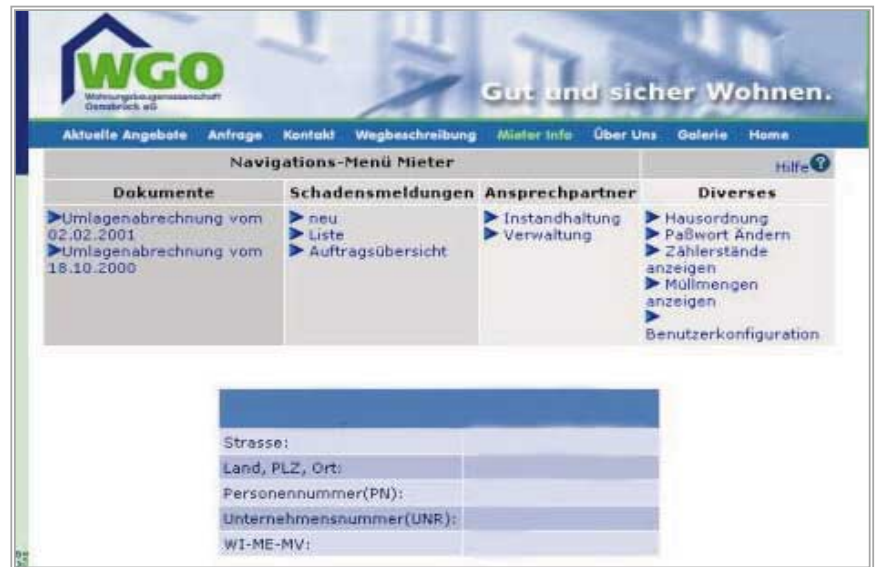 WGO
Wohnungsbaugenossenschaft
Osnabrück eG
Gut und sicher Wohnen.
Aktuelle Angebote Anfrage Kontakt Wegbeschreibung Mieter Info Über Uns Galerie Home
Navigations-Menü Mieter
Hilfe?
Dokumente
Umlagenabrechnung vom
02.02.2001
Umlagenabrechnung vom
18.10.2000
Schadensmeldungen
neu
Liste
Auftragsübersicht
Ansprechpartner
Instandhaltung
Verwaltung
Diverses
Hausordnung
Paßwort Ändern
Zählerstände
anzeigen
Müllmengen
anzeigen
Benutzerkonfiguration
Strasse:
Land, PLZ, Ort:
Personennummer(PN):
Unternehmensnummer(UNR):
WI-ME-MV: